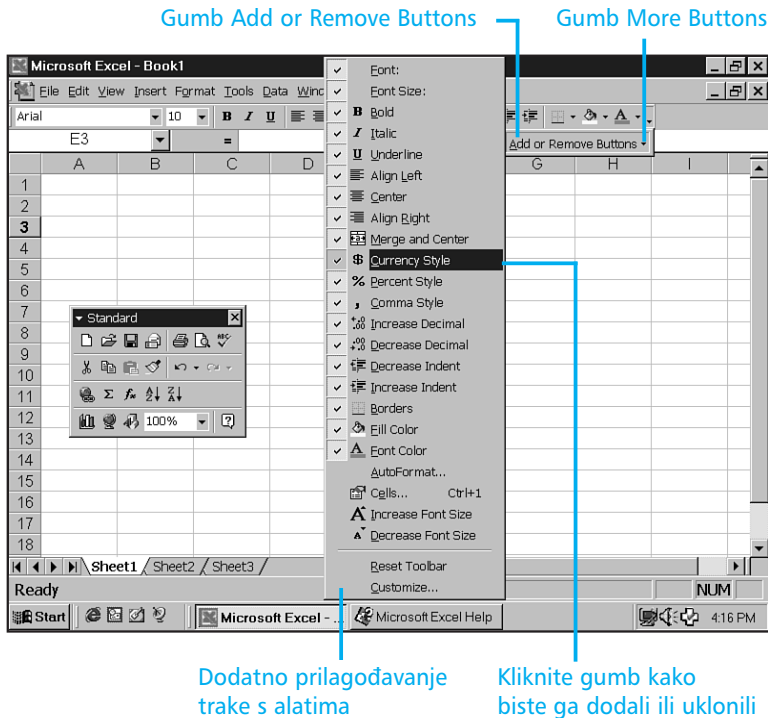 Gumb Add or Remove Buttons
Gumb More Buttons
Microsoft Excel - Book1
File Edit View Insert Format Tools Data Wind
Arial 10 B I U
E3 =
Add or Remove Buttons
A B C D G H I
1
2
3
4
5
6
7
8
9
10
11
12
13
14
15
16
17
18
Standard
100%
Font:
Font Size:
B Bold
I Italic
U Underline
Align Left
Center
Align Right
Merge and Center
$ Currency Style
% Percent Style
, Comma Style
Increase Decimal
Decrease Decimal
Decrease Indent
Increase Indent
Borders
Fill Color
A Font Color
AutoFormat...
Cells... Ctrl+1
A Increase Font Size
A Decrease Font Size
Reset Toolbar
Customize...
Sheet1 Sheet2 Sheet3
Ready NUM
Start Microsoft Excel - ... Microsoft Excel Help 4:16 PM
Dodatno prilagođavanje
trake s alatima
Kliknite gumb kako
biste ga dodali ili uklonili